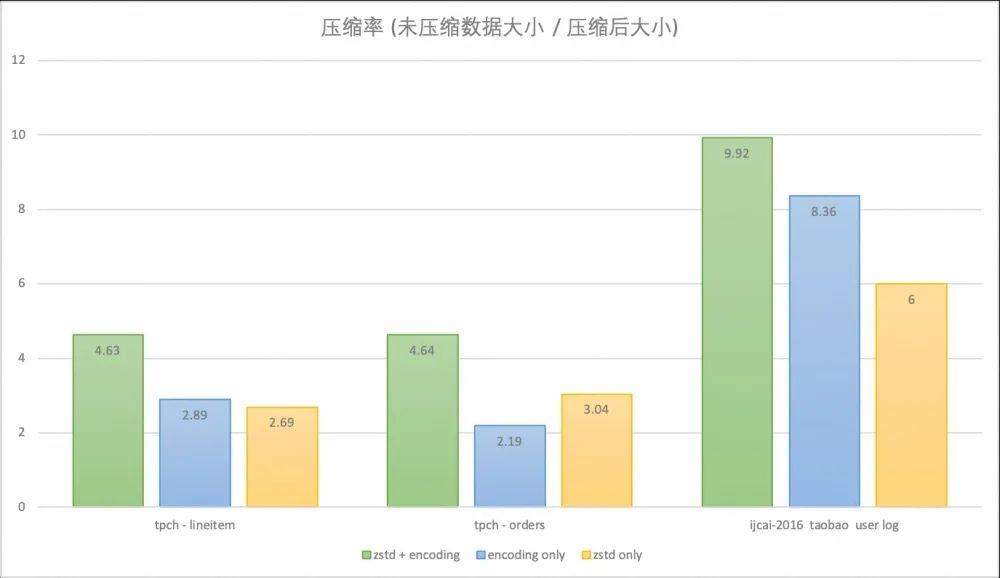 压缩率 (未压缩数据大小 / 压缩后大小)
12
10
8
6
4
2
0
4.63
2.89
2.69
4.64
2.19
3.04
9.92
8.36
6
tpch - lineitem
tpch - orders
ijcai-2016 taobao user log
zstd + encoding
encoding only
zstd only